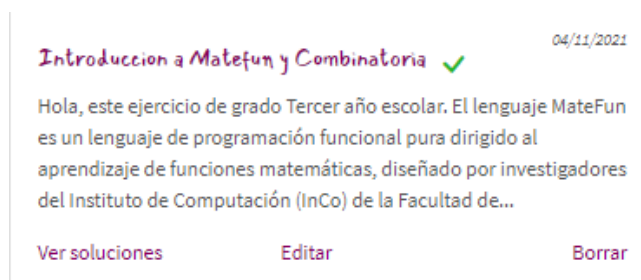 04/11/2021
Introduccion a Matefun y Combinatoria
Hola, este ejercicio de grado Tercer año escolar. El lenguaje MateFun
es un lenguaje de programación funcional pura dirigido al
aprendizaje de funciones matemáticas, diseñado por investigadores
del Instituto de Computación (InCo) de la Facultad de...
Ver soluciones Editar Borrar